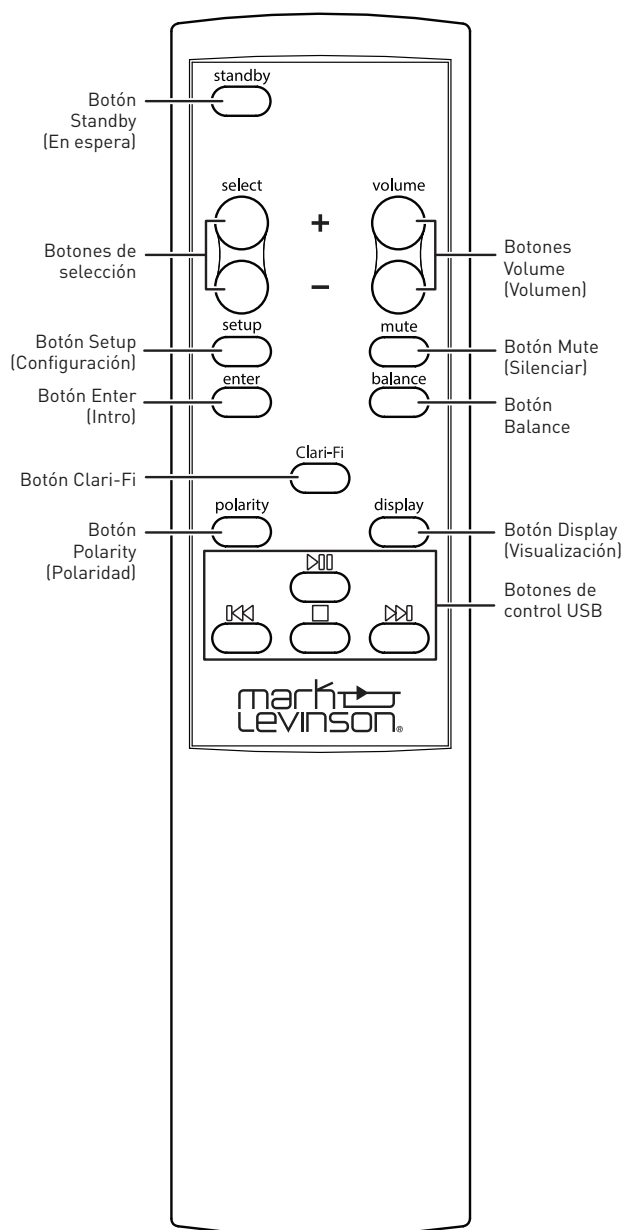 standby
Botón
Standby
(En espera)
select
volume
+
Botones de
selección
Botones
Volume
(Volumen)
–
setup
mute
Botón Setup
(Configuración)
Botón Mute
(Silenciar)
enter
balance
Botón Enter
(Intro)
Botón
Balance
Clari-Fi
Botón Clari-Fi
polarity
display
Botón
Polarity
(Polaridad)
Botón Display
(Visualización)
Botones de
control USB
mark
Levinson®